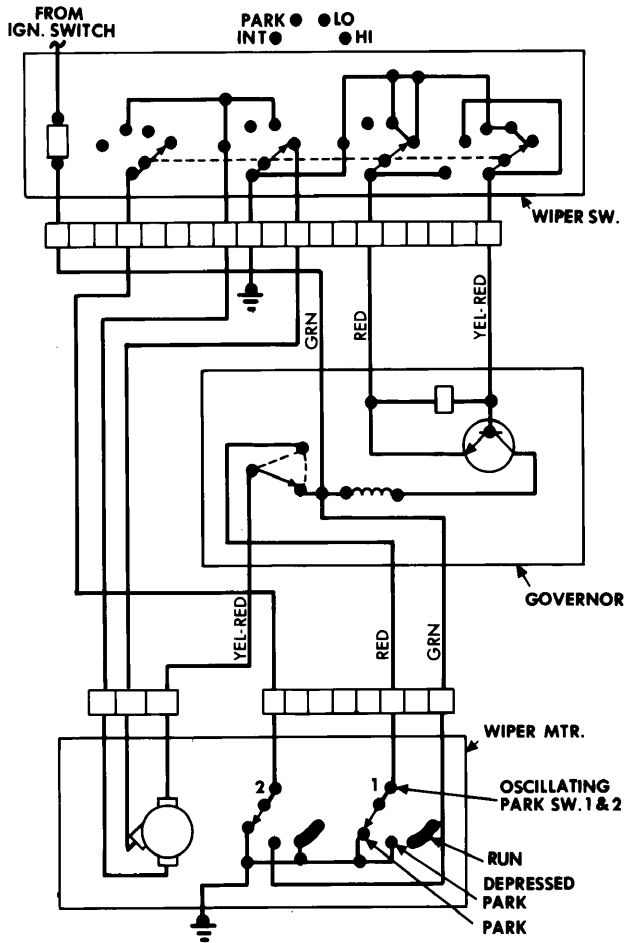 FROM
IGN. SWITCH
PARK LO
INT HI
WIPER SW.
GRN
RED
YEL-RED
GOVERNOR
YEL-RED
RED
GRN
WIPER MTR.
2
1
OSCILLATING
PARK SW. 1 & 2
RUN
DEPRESSED
PARK
PARK